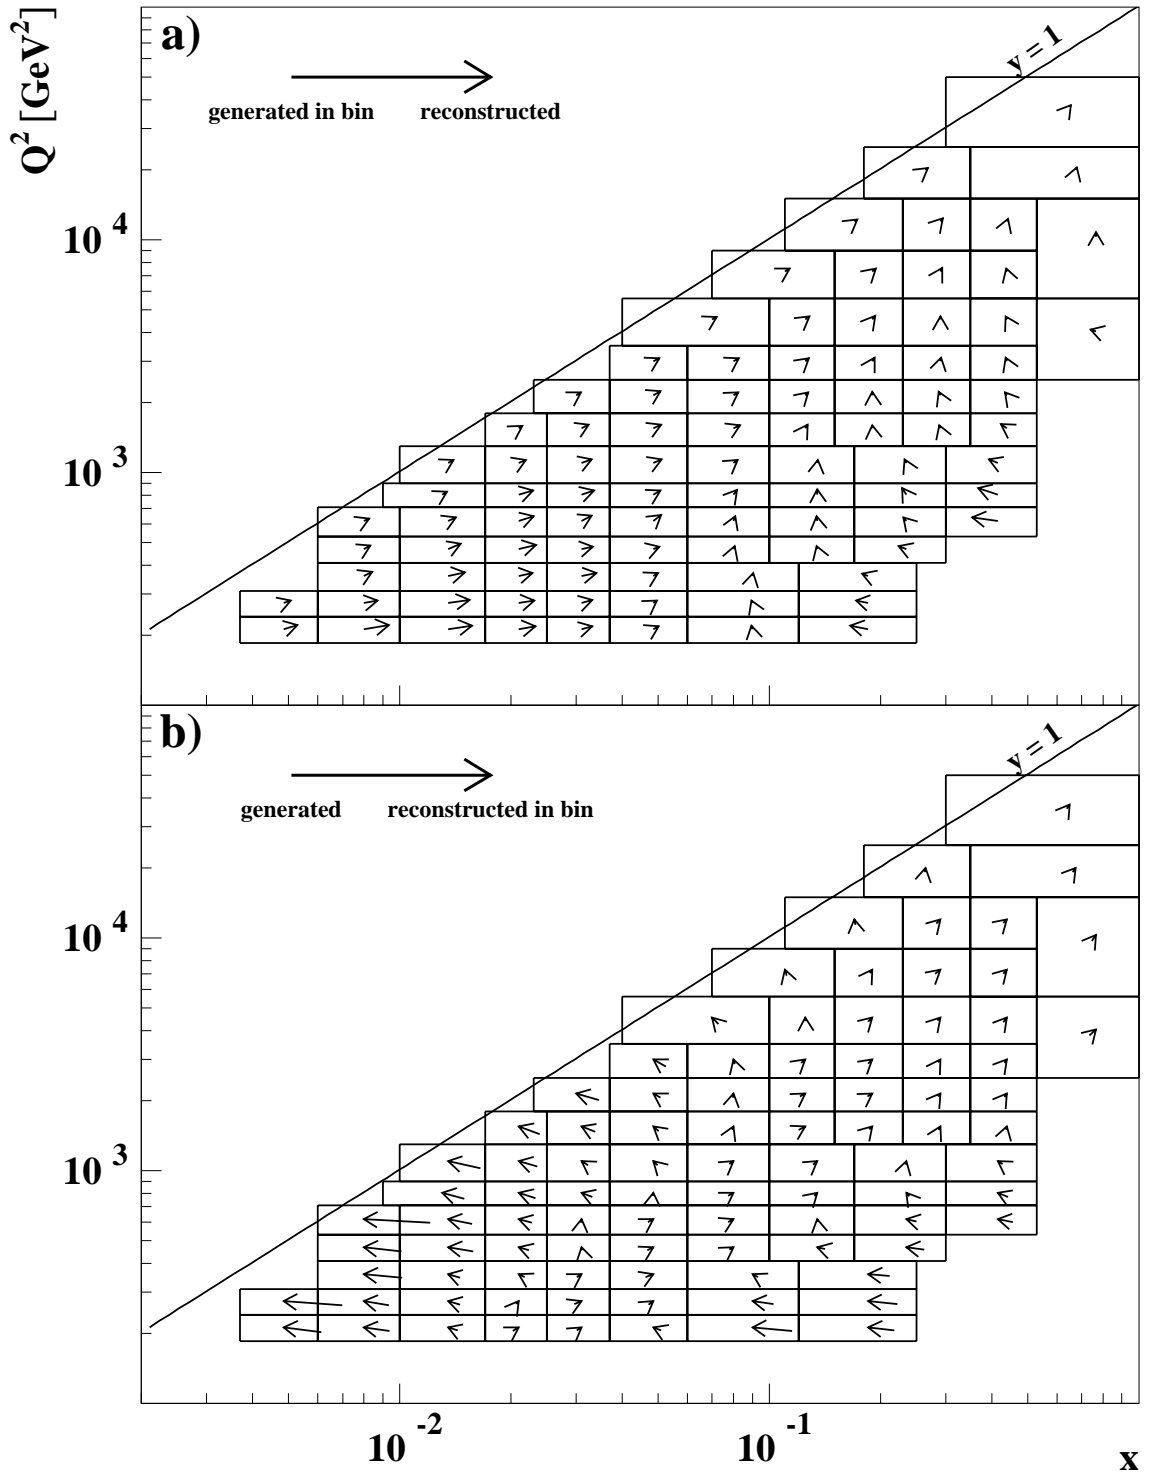 Q² [GeV²]
a)
y = 1
generated in bin
reconstructed
10⁴
10³
b)
y = 1
generated
reconstructed in bin
10⁴
10³
10⁻²
10⁻¹
x